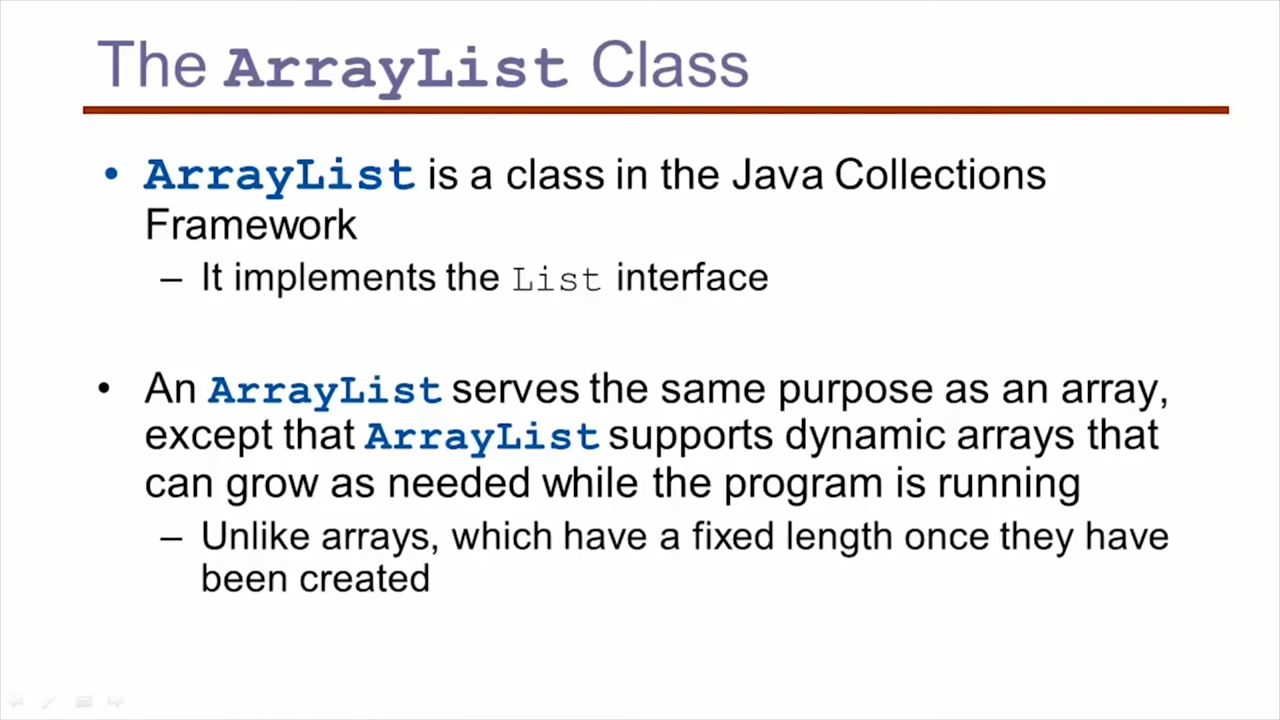 The ArrayList Class
• ArrayList is a class in the Java Collections
Framework
– It implements the List interface
• An ArrayList serves the same purpose as an array,
except that ArrayList supports dynamic arrays that
can grow as needed while the program is running
– Unlike arrays, which have a fixed length once they have
been created